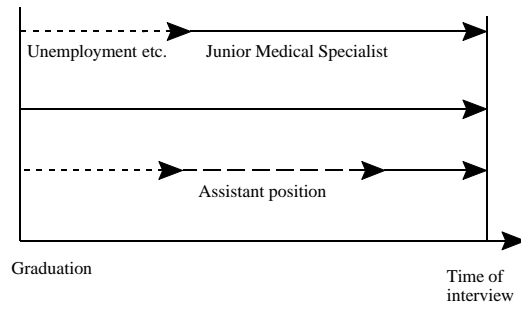 Unemployment etc.
Junior Medical Specialist
Assistant position
Graduation
Time of
interview